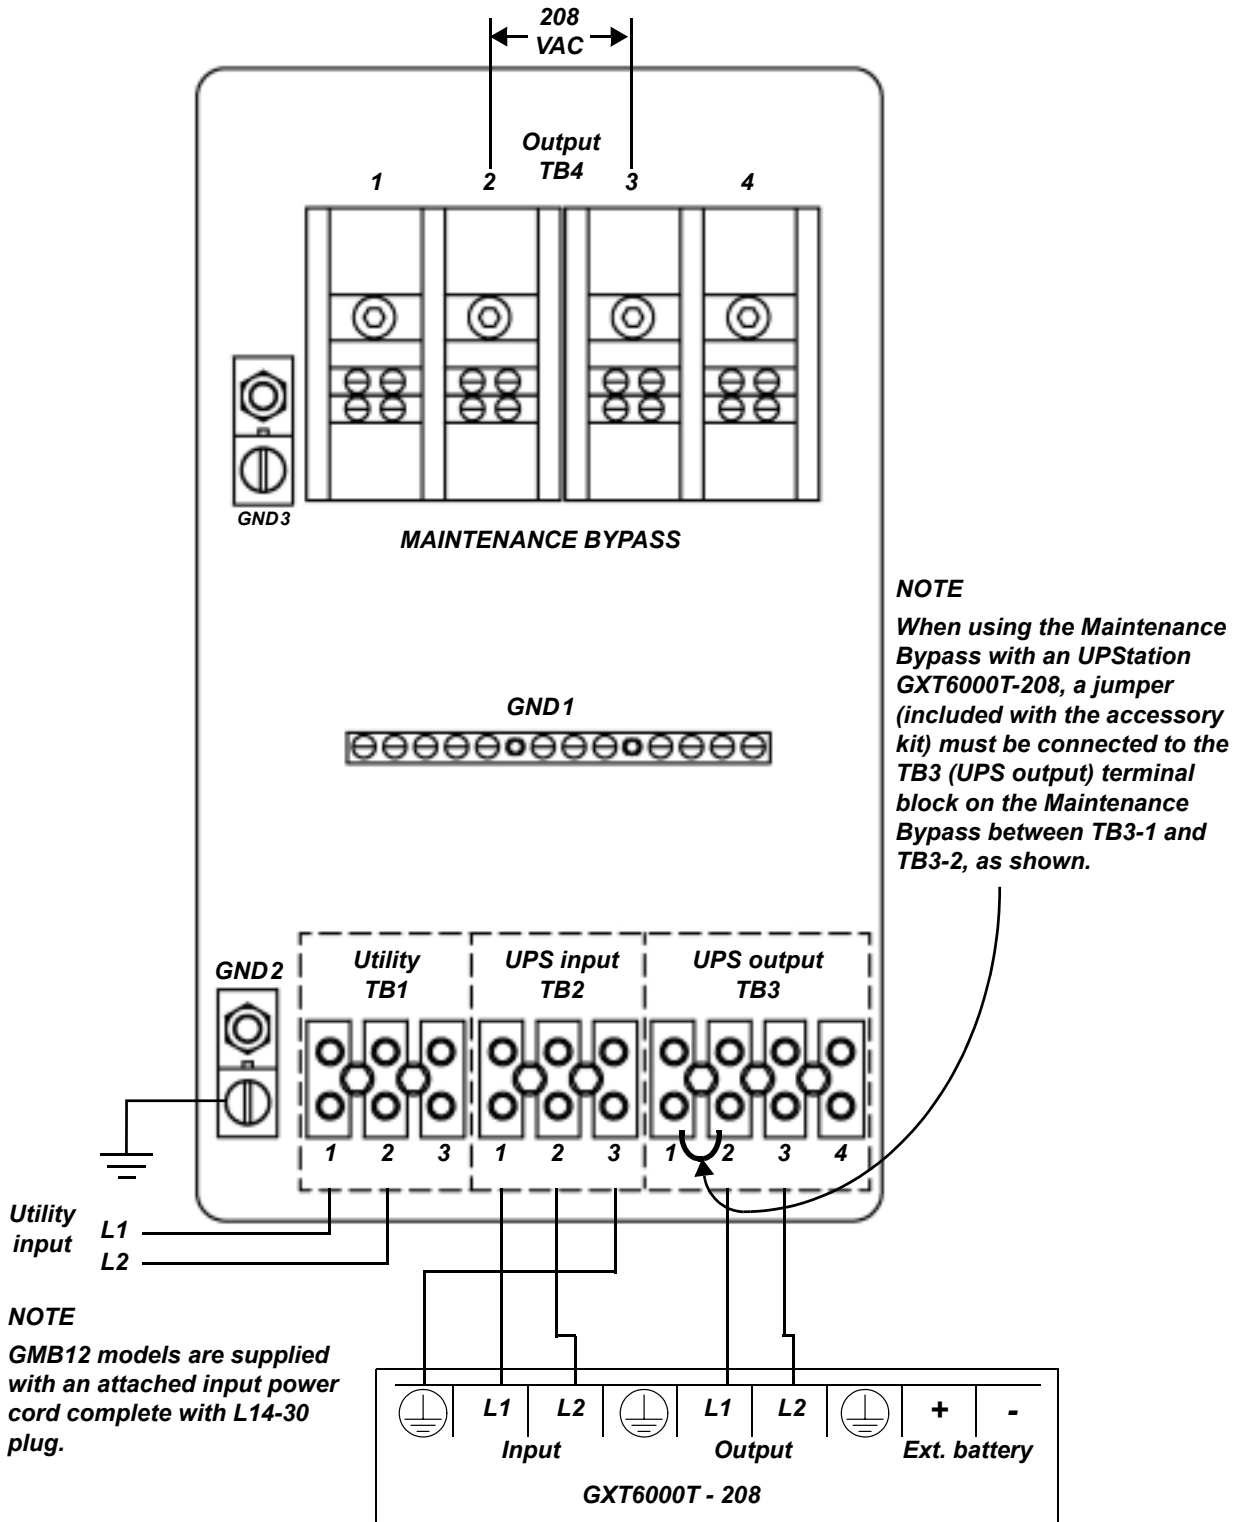 208
VAC
Output
TB4
1 2 3 4
GND3
MAINTENANCE BYPASS
NOTE
When using the Maintenance
Bypass with an UPStation
GXT6000T-208, a jumper
(included with the accessory
kit) must be connected to the
TB3 (UPS output) terminal
block on the Maintenance
Bypass between TB3-1 and
TB3-2, as shown.
GND1
GND2
Utility
TB1
UPS input
TB2
UPS output
TB3
1 2 3 1 2 3 1 2 3 4
Utility
input
L1
L2
NOTE
GMB12 models are supplied
with an attached input power
cord complete with L14-30
plug.
L1 L2 L1 L2 + -
Input Output Ext. battery
GXT6000T - 208